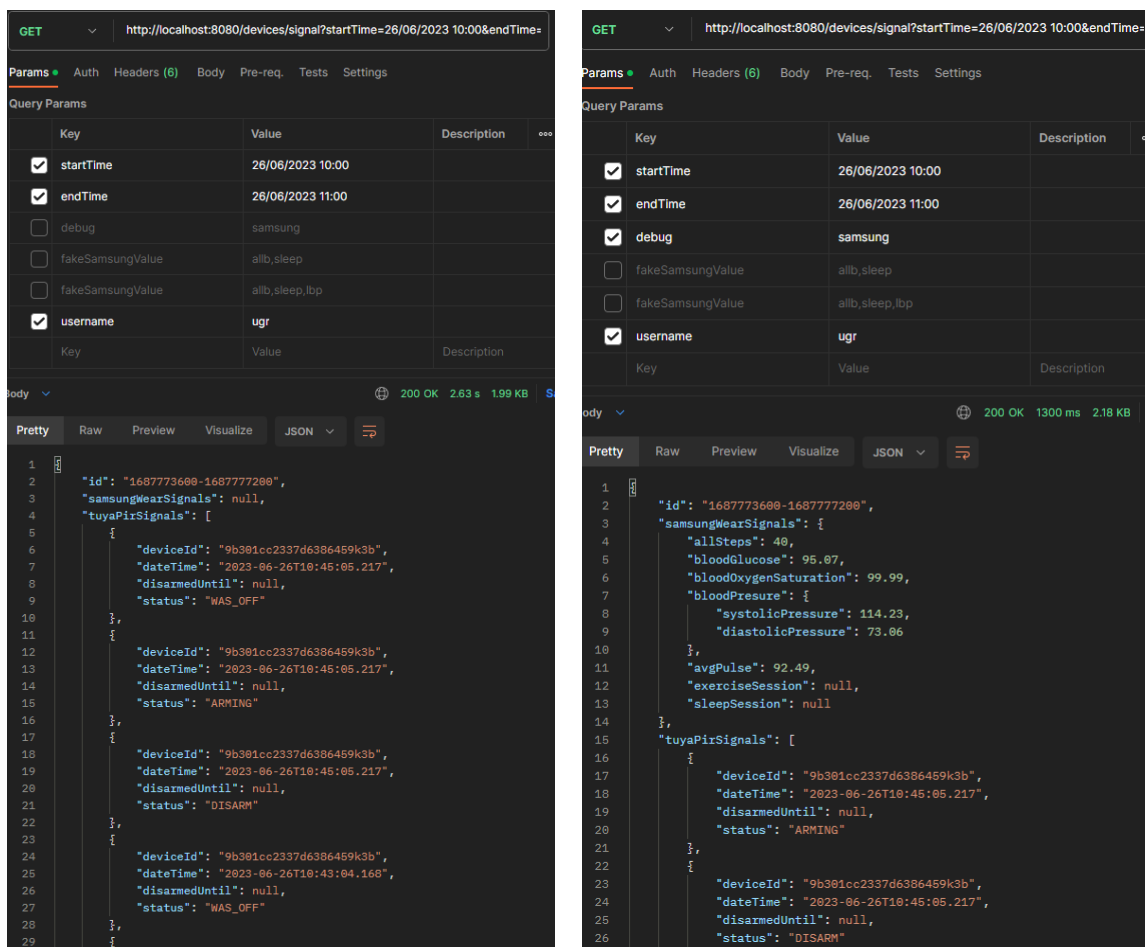 GET http://localhost:8080/devices/signal?startTime=26/06/2023 10:00&endTime=
Params Auth Headers (6) Body Pre-req. Tests Settings
Query Params
Key Value Description
startTime 26/06/2023 10:00
endTime 26/06/2023 11:00
debug samsung
fakeSamsungValue allb,sleep
fakeSamsungValue allb,sleep,lbp
username ugr
Key Value Description
Body 200 OK 2.63 s 1.99 KB Sa
Pretty Raw Preview Visualize JSON
1 {
2 "id": "1687773600-1687777200",
3 "samsungWearSignals": null,
4 "tuyaPirSignals": [
5 {
6 "deviceId": "9b301cc2337d6386459k3b",
7 "dateTime": "2023-06-26T10:45:05.217",
8 "disarmedUntil": null,
9 "status": "WAS_OFF"
10 },
11 {
12 "deviceId": "9b301cc2337d6386459k3b",
13 "dateTime": "2023-06-26T10:45:05.217",
14 "disarmedUntil": null,
15 "status": "ARMING"
16 },
17 {
18 "deviceId": "9b301cc2337d6386459k3b",
19 "dateTime": "2023-06-26T10:45:05.217",
20 "disarmedUntil": null,
21 "status": "DISARM"
22 },
23 {
24 "deviceId": "9b301cc2337d6386459k3b",
25 "dateTime": "2023-06-26T10:43:04.168",
26 "disarmedUntil": null,
27 "status": "WAS_OFF"
28 },
29 {
GET http://localhost:8080/devices/signal?startTime=26/06/2023 10:00&endTime=
Params Auth Headers (6) Body Pre-req. Tests Settings
Query Params
Key Value Description
startTime 26/06/2023 10:00
endTime 26/06/2023 11:00
debug samsung
fakeSamsungValue allb,sleep
fakeSamsungValue allb,sleep,lbp
username ugr
Key Value Description
ody 200 OK 1300 ms 2.18 KB
Pretty Raw Preview Visualize JSON
1 {
2 "id": "1687773600-1687777200",
3 "samsungWearSignals": {
4 "allSteps": 40,
5 "bloodGlucose": 95.07,
6 "bloodOxygenSaturation": 99.99,
7 "bloodPresure": {
8 "systolicPressure": 114.23,
9 "diastolicPressure": 73.06
10 },
11 "avgPulse": 92.49,
12 "exerciseSession": null,
13 "sleepSession": null
14 },
15 "tuyaPirSignals": [
16 {
17 "deviceId": "9b301cc2337d6386459k3b",
18 "dateTime": "2023-06-26T10:45:05.217",
19 "disarmedUntil": null,
20 "status": "ARMING"
21 },
22 {
23 "deviceId": "9b301cc2337d6386459k3b",
24 "dateTime": "2023-06-26T10:45:05.217",
25 "disarmedUntil": null,
26 "status": "DISARM"